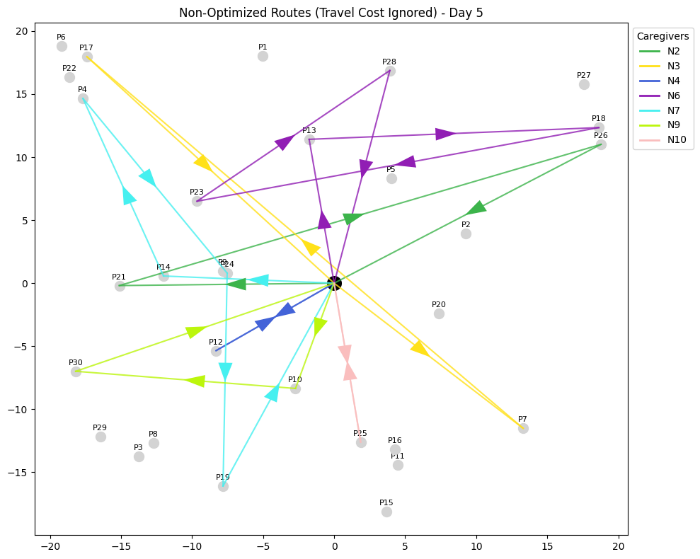 Non-Optimized Routes (Travel Cost Ignored) - Day 5
Caregivers
N2
N3
N4
N6
N7
N9
N10
P6
P17
P1
P22
P28
P27
P4
P18
P13
P26
P5
P23
P2
P24
P14
P21
P20
P12
P30
P10
P7
P29
P8
P25
P16
P3
P11
P19
P15
20
15
10
5
0
−5
−10
−15
−20
−15
−10
−5
0
5
10
15
20